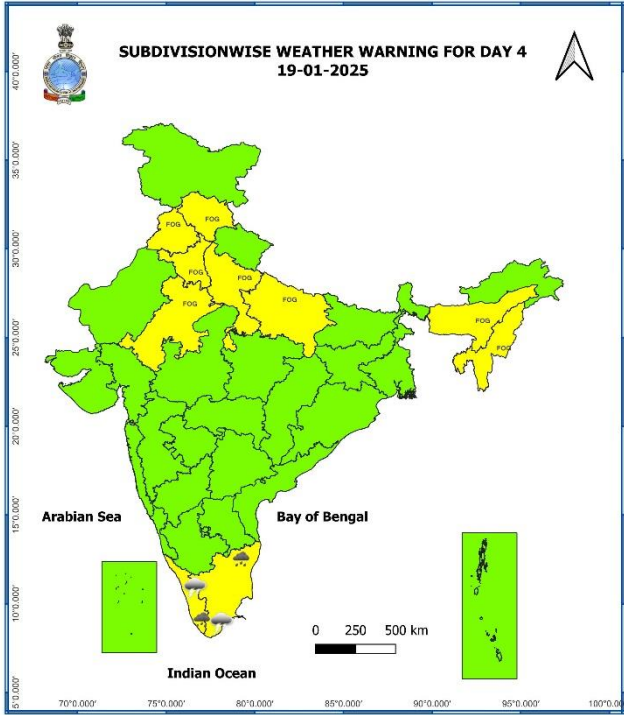 SUBDIVISIONWISE WEATHER WARNING FOR DAY 4
19-01-2025
40°0.000'
35°0.000'
30°0.000'
25°0.000'
20°0.000'
15°0.000'
10°0.000'
5°0.000'
FOG
FOG
FOG
FOG
FOG
FOG
FOG
FOG
Arabian Sea
Bay of Bengal
0 250 500 km
Indian Ocean
70°0.000' 75°0.000' 80°0.000' 85°0.000' 90°0.000' 95°0.000' 100°0.000'